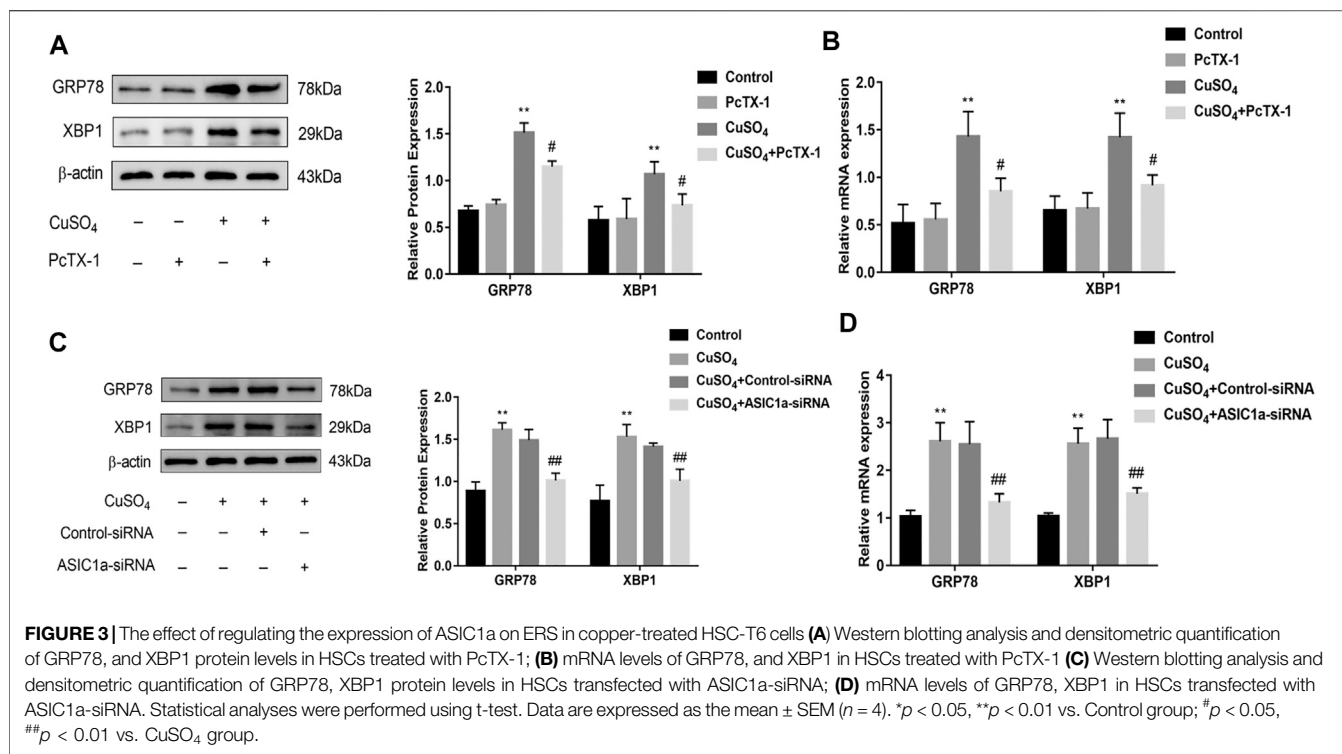 A
GRP78 78kDa
XBP1 29kDa
β-actin 43kDa
CuSO₄ – – + +
PcTX-1 – + – +
Control
PcTX-1
CuSO₄
CuSO₄+PcTX-1
Relative Protein Expression
2.0
1.5
1.0
0.5
0.0
** # ** #
GRP78 XBP1
B
Control
PcTX-1
CuSO₄
CuSO₄+PcTX-1
Relative mRNA expression
2.0
1.5
1.0
0.5
0.0
** # ** #
GRP78 XBP1
C
GRP78 78kDa
XBP1 29kDa
β-actin 43kDa
CuSO₄ – + + +
Control-siRNA – – + –
ASIC1a-siRNA – – – +
Control
CuSO₄
CuSO₄+Control-siRNA
CuSO₄+ASIC1a-siRNA
Relative Protein Expression
2.0
1.5
1.0
0.5
0.0
** ## ** ##
GRP78 XBP1
D
Control
CuSO₄
CuSO₄+Control-siRNA
CuSO₄+ASIC1a-siRNA
Relative mRNA expression
4
3
2
1
0
** ## ** ##
GRP78 XBP1
FIGURE 3 | The effect of regulating the expression of ASIC1a on ERS in copper-treated HSC-T6 cells (A) Western blotting analysis and densitometric quantification
of GRP78, and XBP1 protein levels in HSCs treated with PcTX-1; (B) mRNA levels of GRP78, and XBP1 in HSCs treated with PcTX-1 (C) Western blotting analysis and
densitometric quantification of GRP78, XBP1 protein levels in HSCs transfected with ASIC1a-siRNA; (D) mRNA levels of GRP78, XBP1 in HSCs transfected with
ASIC1a-siRNA. Statistical analyses were performed using t-test. Data are expressed as the mean ± SEM (n = 4). *p < 0.05, **p < 0.01 vs. Control group; #p < 0.05,
##p < 0.01 vs. CuSO₄ group.